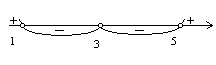 + − − +
1 3 5